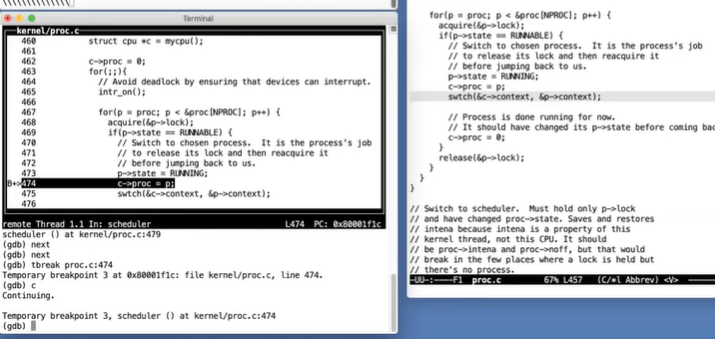 Terminal
kernel/proc.c
460 struct cpu *c = mycpu();
461
462 c->proc = 0;
463 for(;;){
464 // Avoid deadlock by ensuring that devices can interrupt.
465 intr_on();
466
467 for(p = proc; p < &proc[NPROC]; p++) {
468 acquire(&p->lock);
469 if(p->state == RUNNABLE) {
470 // Switch to chosen process.  It is the process's job
471 // to release its lock and then reacquire it
472 // before jumping back to us.
473 p->state = RUNNING;
B+>474 c->proc = p;
475 swtch(&c->context, &p->context);
476
remote Thread 1.1 In: scheduler L474 PC: 0x80001f1c
scheduler () at kernel/proc.c:479
(gdb) next
(gdb) next
(gdb) tbreak proc.c:474
Temporary breakpoint 3 at 0x80001f1c: file kernel/proc.c, line 474.
(gdb) c
Continuing.

Temporary breakpoint 3, scheduler () at kernel/proc.c:474
(gdb)
for(p = proc; p < &proc[NPROC]; p++) {
acquire(&p->lock);
if(p->state == RUNNABLE) {
// Switch to chosen process.  It is the process's job
// to release its lock and then reacquire it
// before jumping back to us.
p->state = RUNNING;
c->proc = p;
swtch(&c->context, &p->context);

// Process is done running for now.
// It should have changed its p->state before coming bac
c->proc = 0;
}
release(&p->lock);
}
}
}

// Switch to scheduler.  Must hold only p->lock
// and have changed proc->state. Saves and restores
// intena because intena is a property of this
// kernel thread, not this CPU. It should
// be proc->intena and proc->noff, but that would
// break in the few places where a lock is held but
// there's no process.
-UU-:----F1 proc.c 67% L457 (C/*l Abbrev) <V>